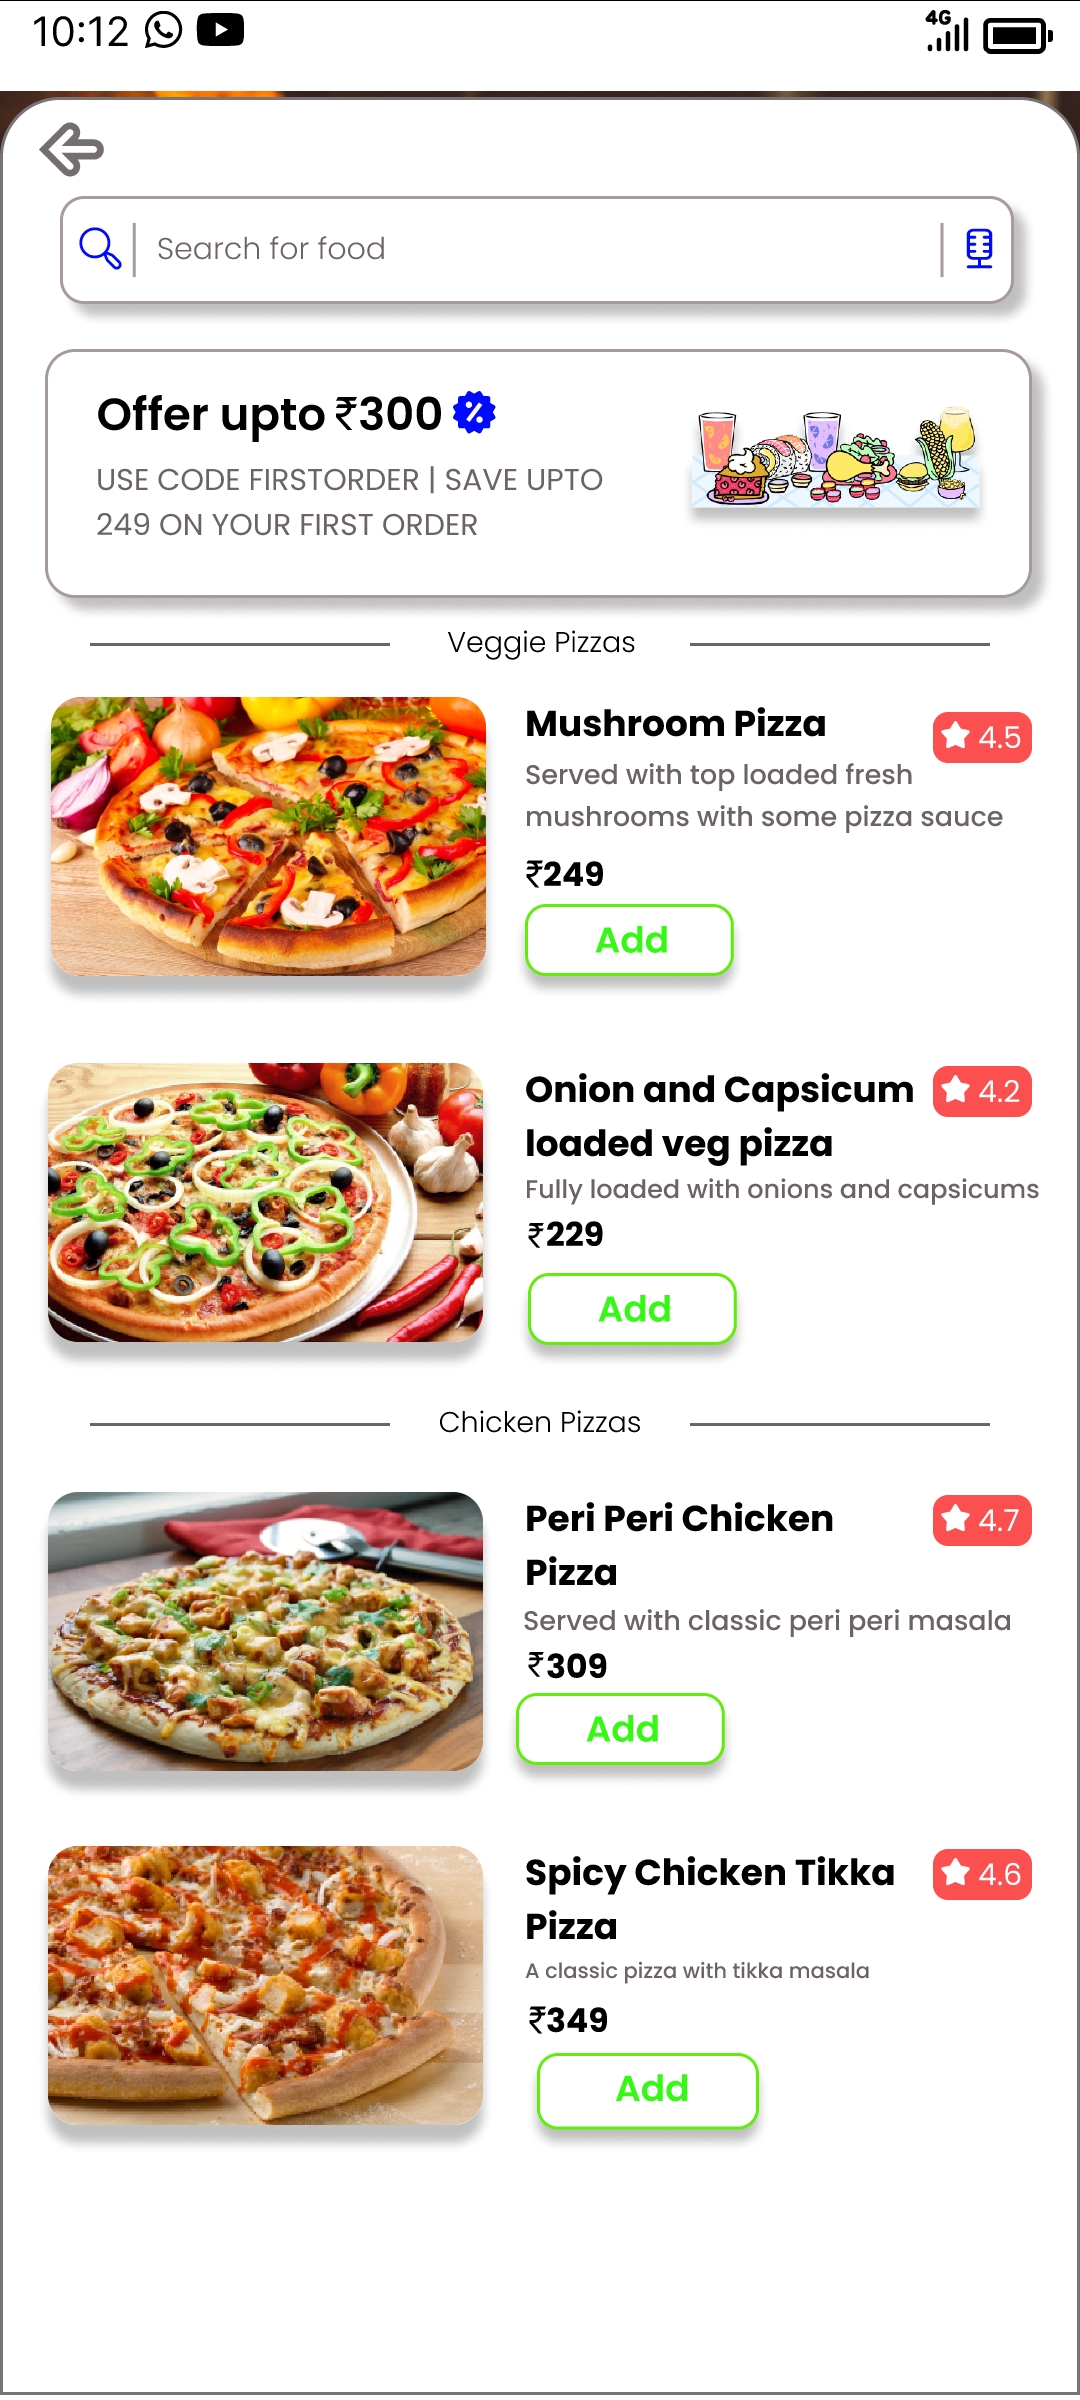 10:12
4G
Search for food
Offer upto ₹300
USE CODE FIRSTORDER | SAVE UPTO
249 ON YOUR FIRST ORDER
Veggie Pizzas
Mushroom Pizza
4.5
Served with top loaded fresh
mushrooms with some pizza sauce
₹249
Add
Onion and Capsicum
4.2
loaded veg pizza
Fully loaded with onions and capsicums
₹229
Add
Chicken Pizzas
Peri Peri Chicken
4.7
Pizza
Served with classic peri peri masala
₹309
Add
Spicy Chicken Tikka
4.6
Pizza
A classic pizza with tikka masala
₹349
Add